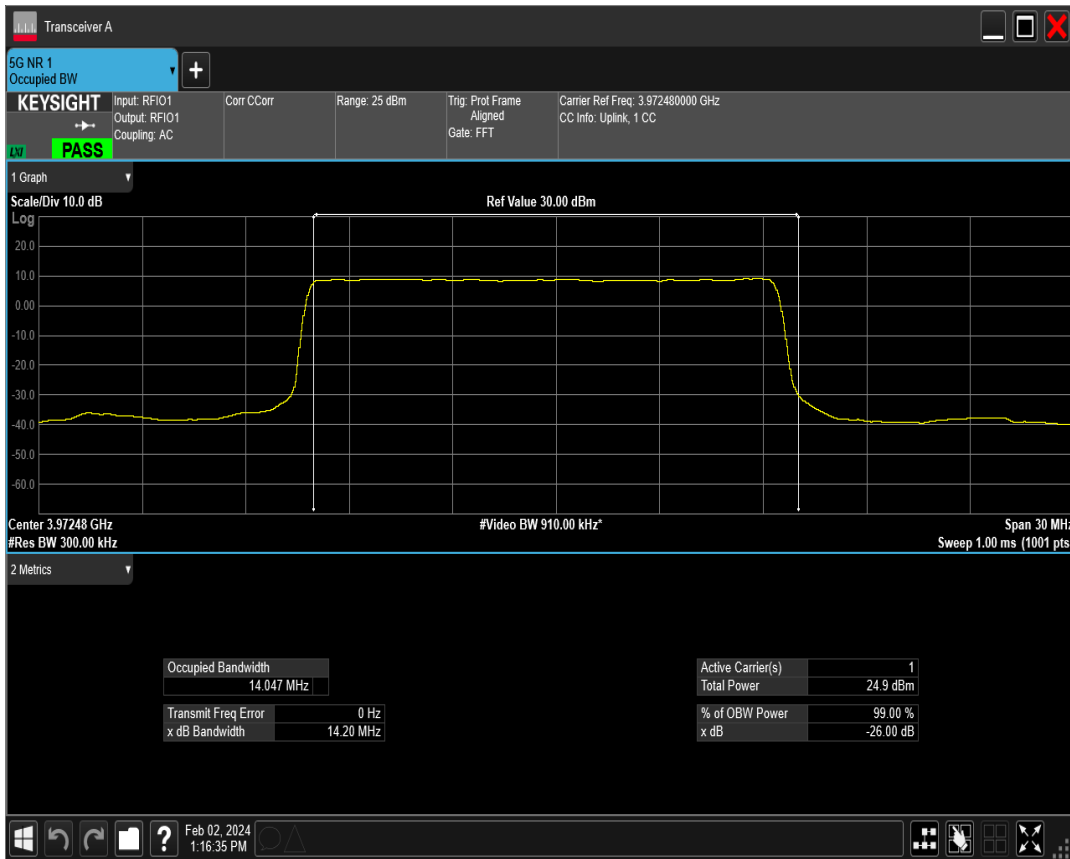 Transceiver A
5G NR 1
Occupied BW
KEYSIGHT
LXI
PASS
Input: RFIO1
Output: RFIO1
Coupling: AC
Corr CCorr
Range: 25 dBm
Trig: Prot Frame
Aligned
Gate: FFT
Carrier Ref Freq: 3.972480000 GHz
CC Info: Uplink, 1 CC
1 Graph
Scale/Div 10.0 dB
Ref Value 30.00 dBm
Log
20.0
10.0
0.00
-10.0
-20.0
-30.0
-40.0
-50.0
-60.0
Center 3.97248 GHz
#Video BW 910.00 kHz*
Span 30 MHz
#Res BW 300.00 kHz
Sweep 1.00 ms (1001 pts
2 Metrics
Occupied Bandwidth
14.047 MHz
Transmit Freq Error 0 Hz
x dB Bandwidth 14.20 MHz
Active Carrier(s) 1
Total Power 24.9 dBm
% of OBW Power 99.00 %
x dB -26.00 dB
?
Feb 02, 2024
1:16:35 PM